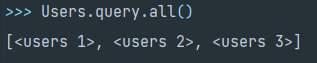 >>> Users.query.all()
[<users 1>, <users 2>, <users 3>]